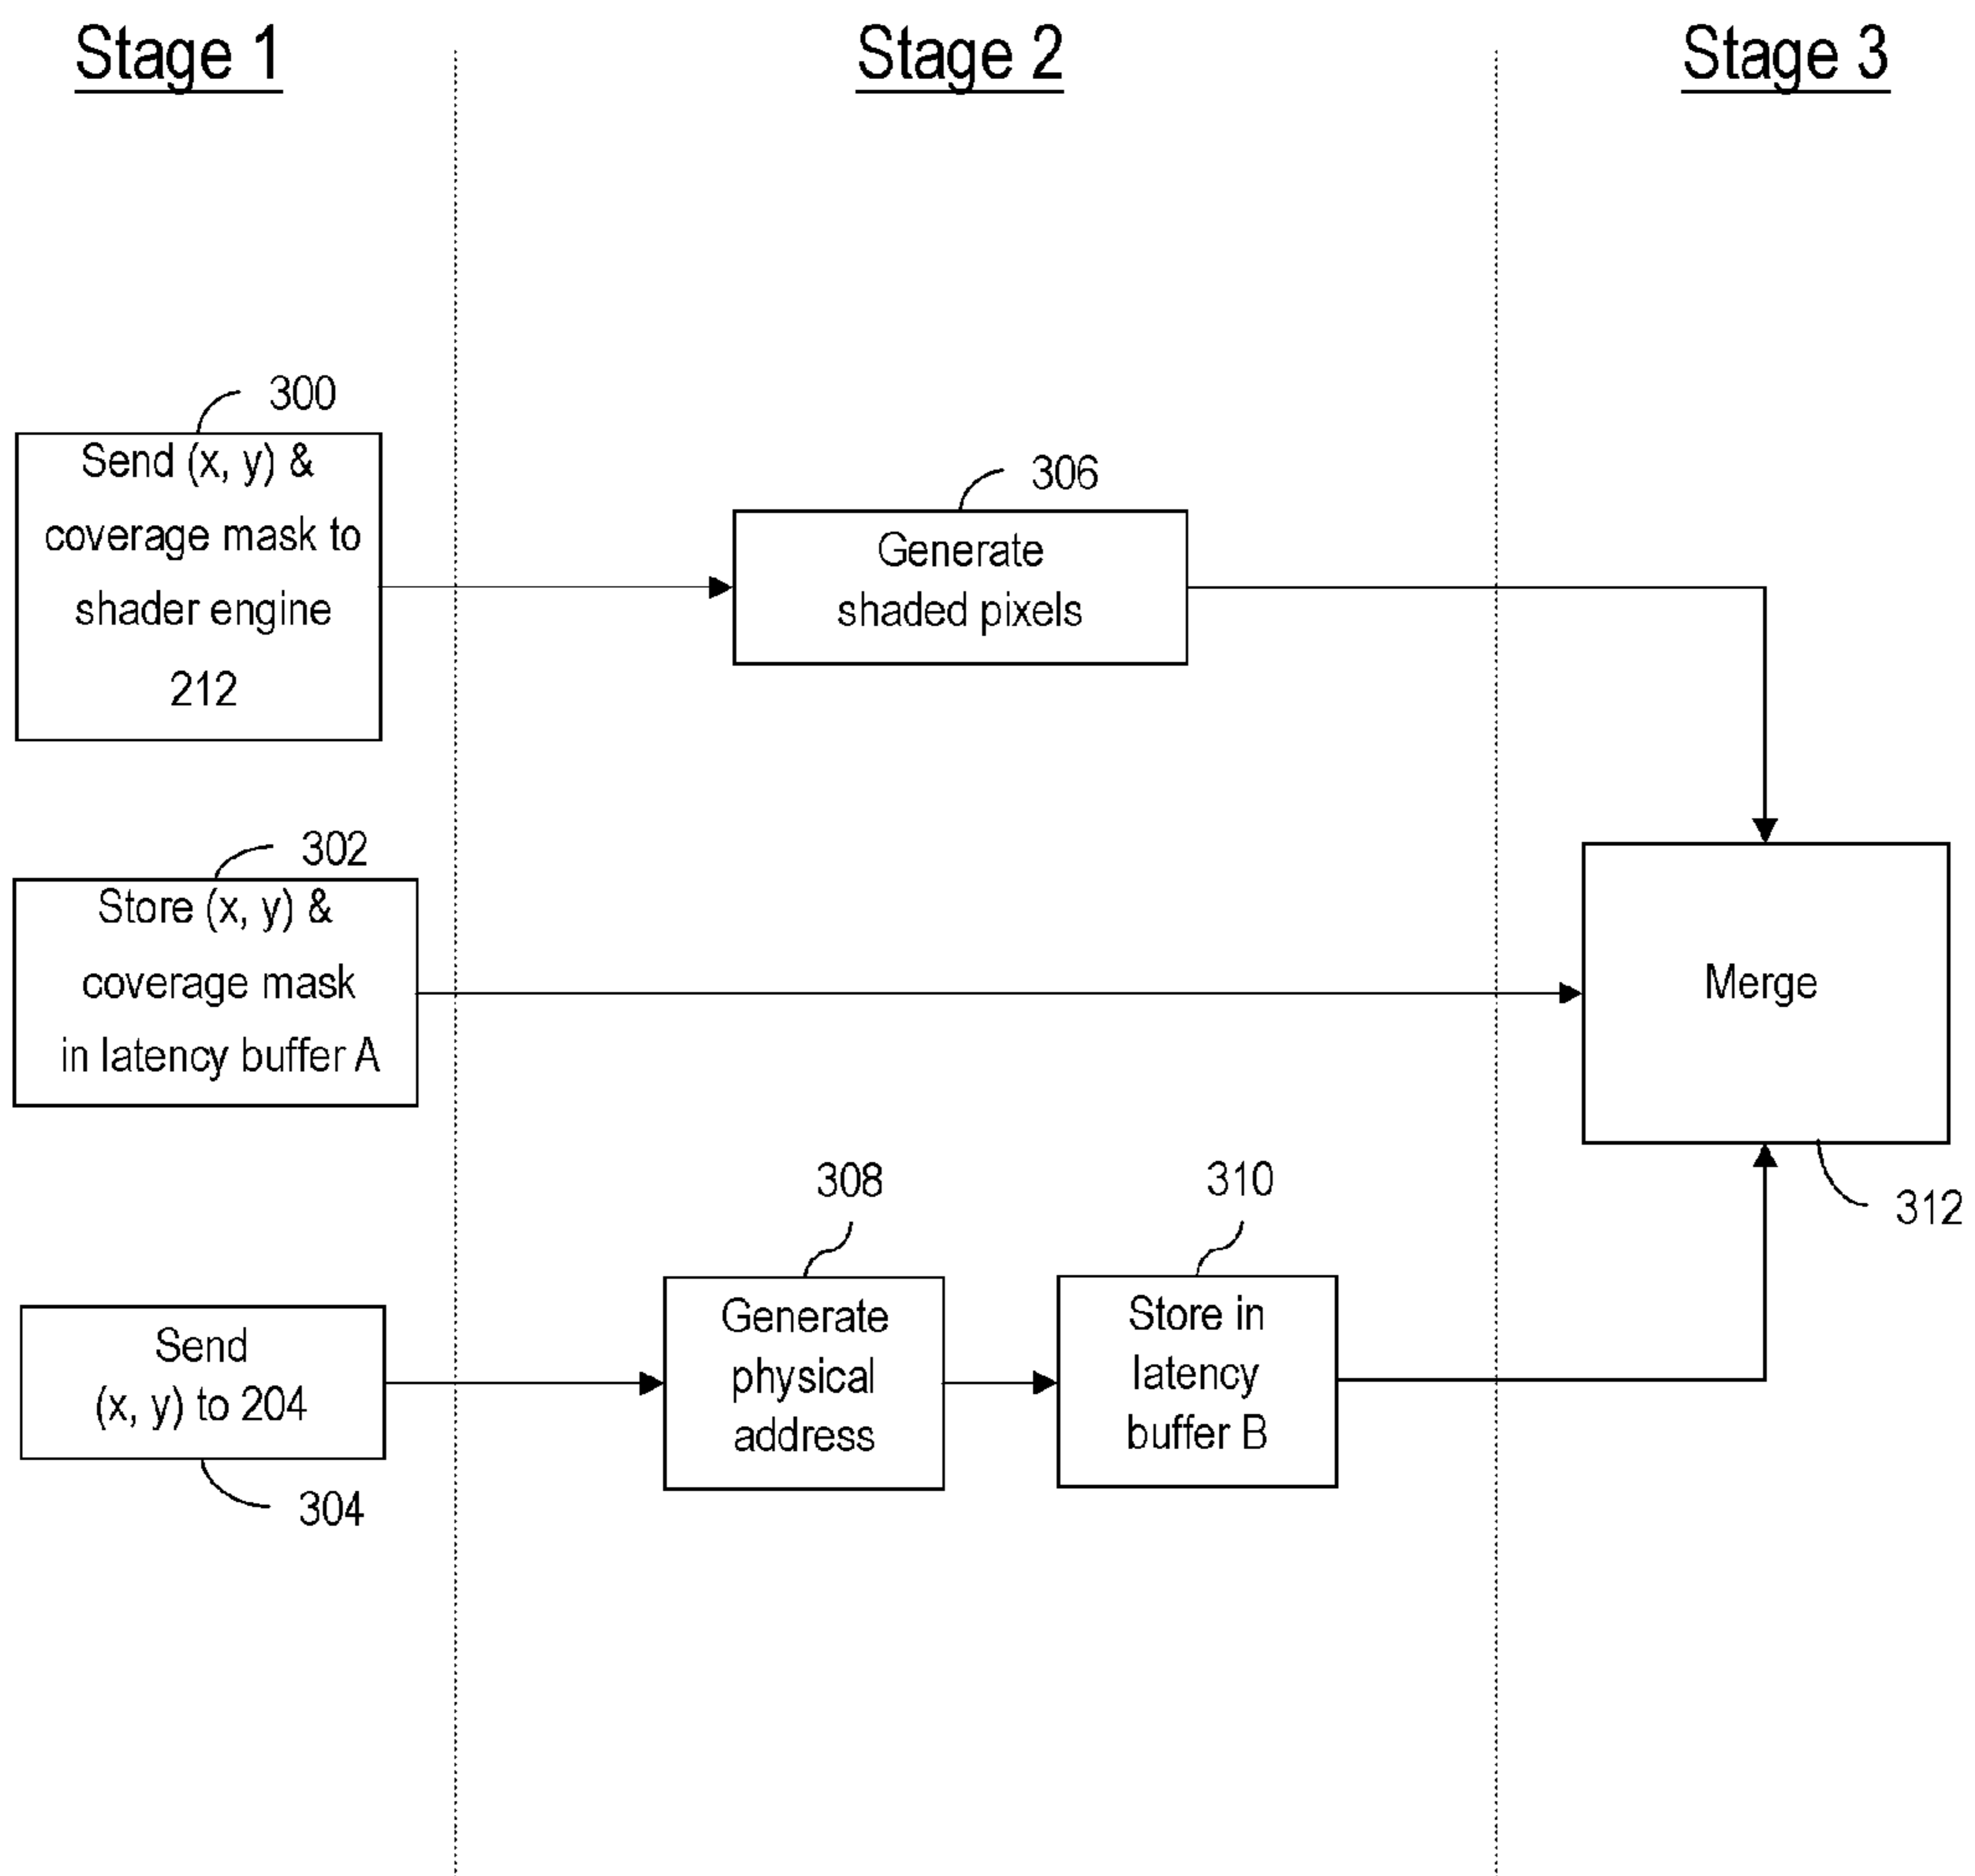 Stage 1
Stage 2
Stage 3
300
Send (x, y) &
coverage mask to
shader engine
212
306
Generate
shaded pixels
302
Store (x, y) &
coverage mask
in latency buffer A
Merge
312
308
Generate
physical
address
310
Store in
latency
buffer B
Send
(x, y) to 204
304